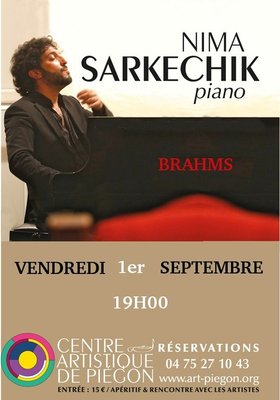 NIMA
SARKECHIK
piano
BRAHMS
VENDREDI 1er SEPTEMBRE
19H00
CENTRE
ARTISTIQUE
DE PIÉGON
RÉSERVATIONS
04 75 27 10 43
www.art-piegon.org
ENTRÉE : 15 € / APÉRITIF & RENCONTRE AVEC LES ARTISTES